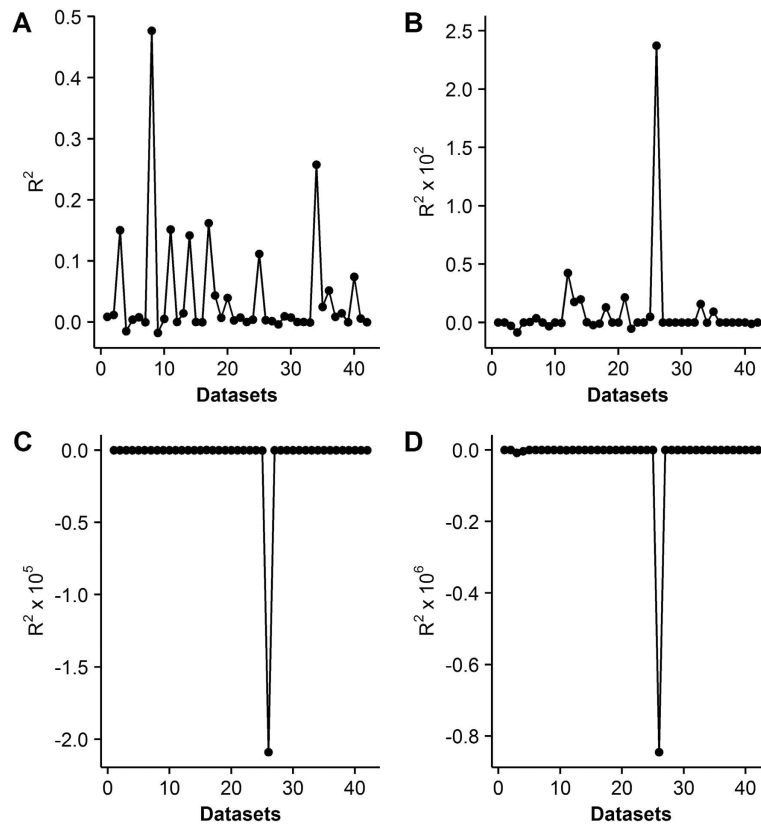 A
0.5
0.4
0.3
0.2
0.1
0.0
R²
0 10 20 30 40
Datasets
B
2.5
2.0
1.5
1.0
0.5
0.0
R² x 10²
0 10 20 30 40
Datasets
C
0.0
-0.5
-1.0
-1.5
-2.0
R² x 10⁵
0 10 20 30 40
Datasets
D
0.0
-0.2
-0.4
-0.6
-0.8
R² x 10⁶
0 10 20 30 40
Datasets